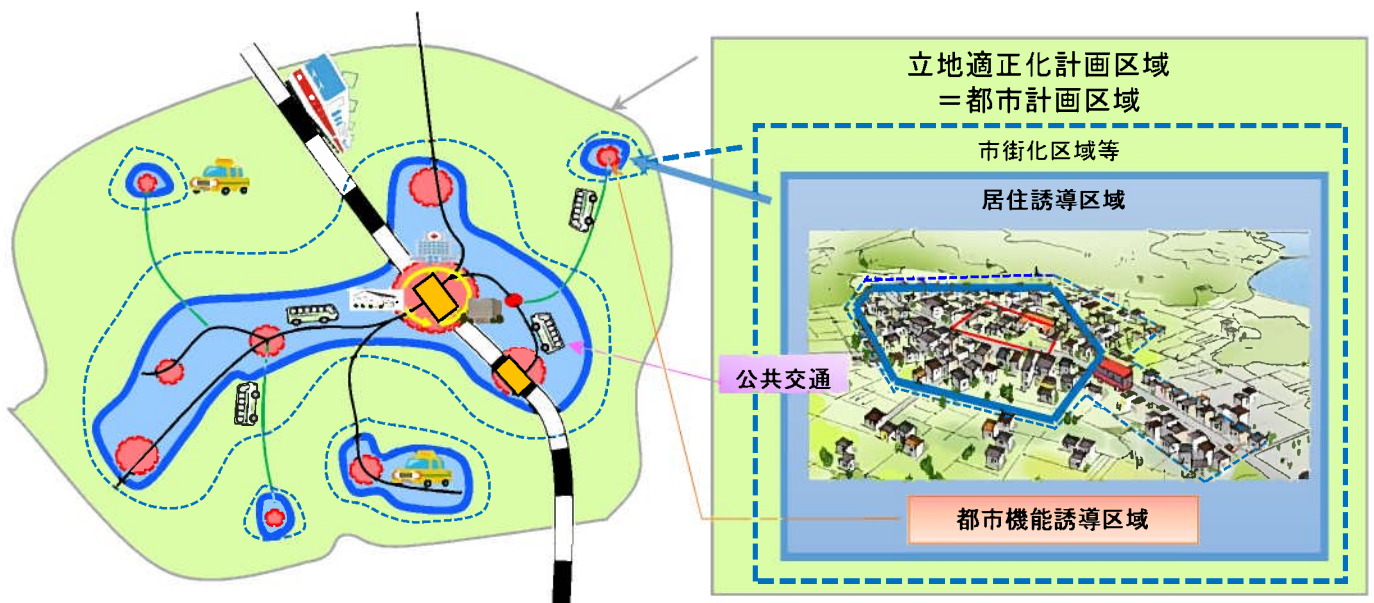 立地適正化計画区域
＝都市計画区域
市街化区域等
居住誘導区域
公共交通
都市機能誘導区域